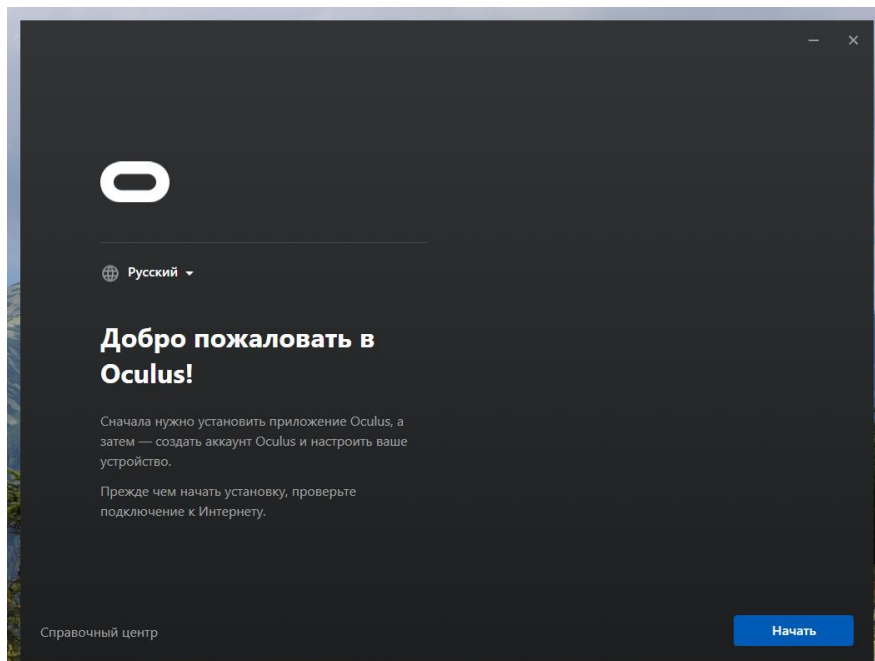 Русский
Добро пожаловать в
Oculus!
Сначала нужно установить приложение Oculus, а
затем — создать аккаунт Oculus и настроить ваше
устройство.
Прежде чем начать установку, проверьте
подключение к Интернету.
Справочный центр
Начать